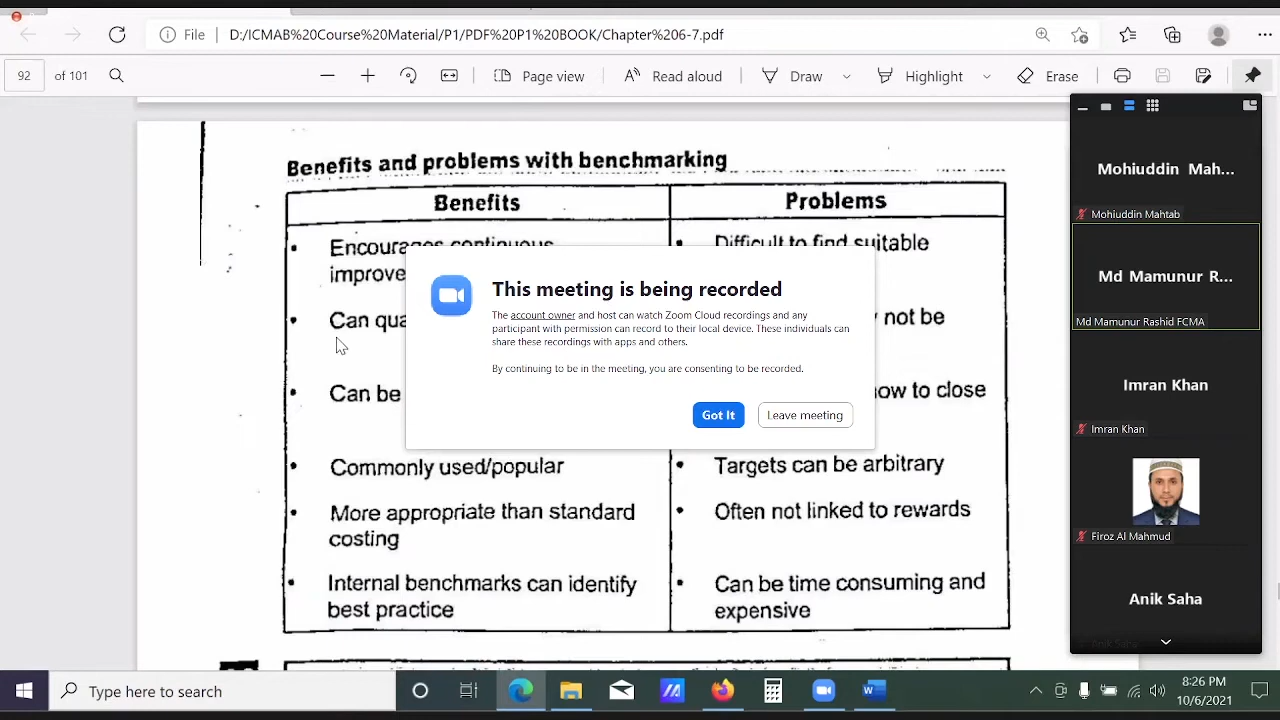 File
D:/ICMAB%20Course%20Material/P1/PDF%20P1%20BOOK/Chapter%206-7.pdf
92 of 101
Page view
Read aloud
Draw
Highlight
Erase
Benefits and problems with benchmarking
Benefits
Problems
Encourages continuous
improve
Difficult to find suitable
Can qua
not be
Can be
how to close
Commonly used/popular
Targets can be arbitrary
More appropriate than standard
costing
Often not linked to rewards
Internal benchmarks can identify
best practice
Can be time consuming and
expensive
This meeting is being recorded
The account owner and host can watch Zoom Cloud recordings and any
participant with permission can record to their local device. These individuals can
share these recordings with apps and others.
By continuing to be in the meeting, you are consenting to be recorded.
Got It
Leave meeting
Mohiuddin Mah...
Mohiuddin Mahtab
Md Mamunur R...
Md Mamunur Rashid FCMA
Imran Khan
Imran Khan
Firoz Al Mahmud
Anik Saha
Anik Saha
Type here to search
8:26 PM
10/6/2021